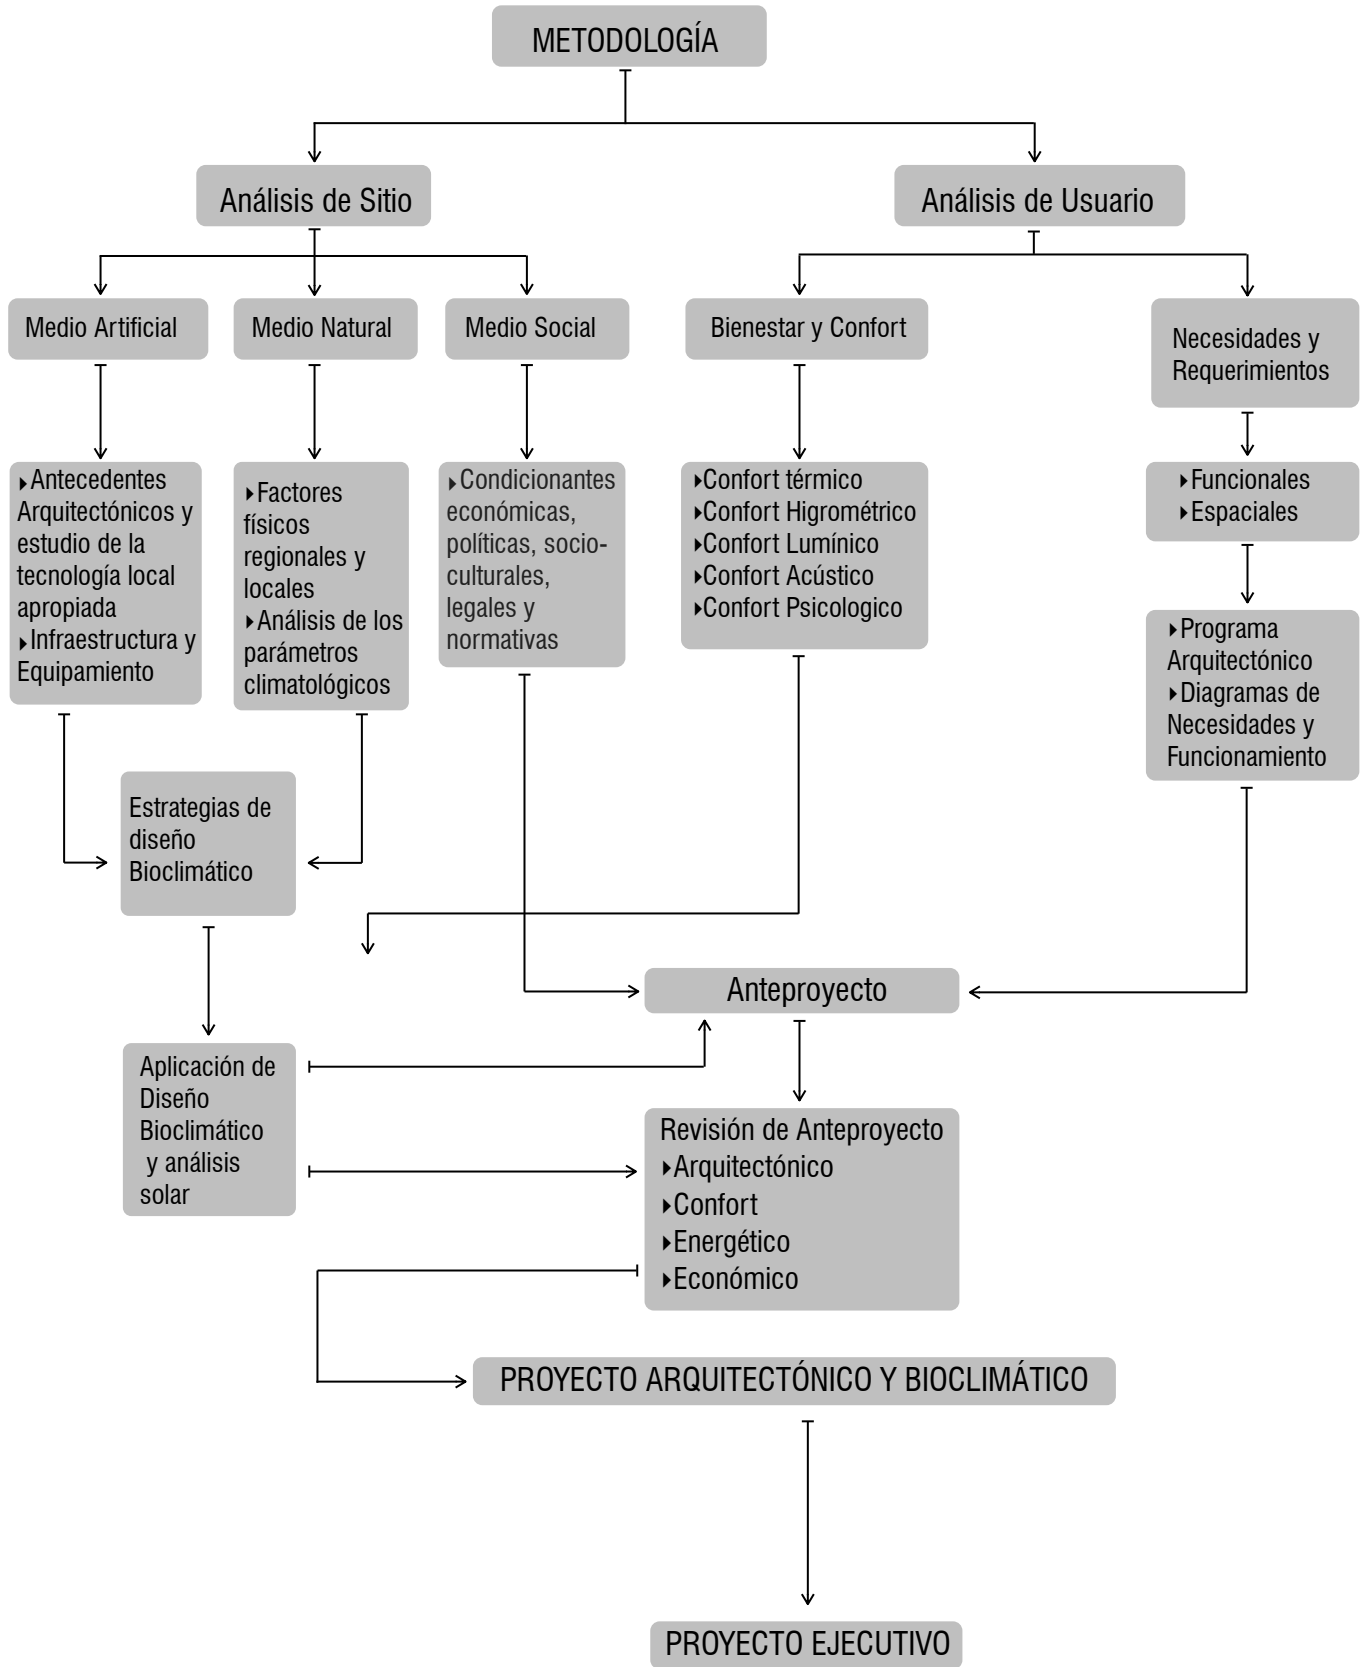 METODOLOGÍA
Análisis de Sitio
Análisis de Usuario
Medio Artificial
Medio Natural
Medio Social
Bienestar y Confort
Necesidades y
Requerimientos
‣Antecedentes
Arquitectónicos y
estudio de la
tecnología local
apropiada
‣Infraestructura y
Equipamiento
‣Factores
físicos
regionales y
locales
‣Análisis de los
parámetros
climatológicos
‣Condicionantes
económicas,
políticas, socio-
culturales,
legales y
normativas
‣Confort térmico
‣Confort Higrométrico
‣Confort Lumínico
‣Confort Acústico
‣Confort Psicologico
‣Funcionales
‣Espaciales
‣Programa
Arquitectónico
‣Diagramas de
Necesidades y
Funcionamiento
Estrategias de
diseño
Bioclimático
Anteproyecto
Aplicación de
Diseño
Bioclimático
y análisis
solar
Revisión de Anteproyecto
‣Arquitectónico
‣Confort
‣Energético
‣Económico
PROYECTO ARQUITECTÓNICO Y BIOCLIMÁTICO
PROYECTO EJECUTIVO